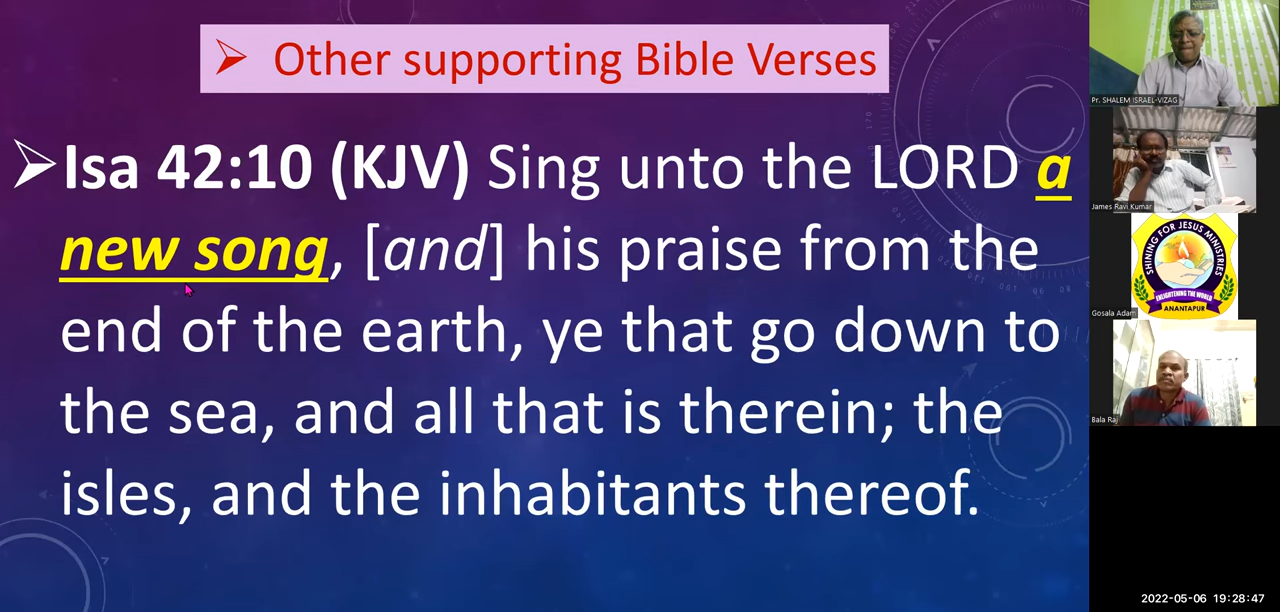 Other supporting Bible Verses
Isa 42:10 (KJV) Sing unto the LORD a
new song, [and] his praise from the
end of the earth, ye that go down to
the sea, and all that is therein; the
isles, and the inhabitants thereof.
Pr. SHALEM ISRAEL-VIZAG
James Ravi Kumar
SHINING FOR JESUS MINISTRIES
ENLIGHTENING THE WORLD
ANANTAPUR
Gosala Adam
Bala Raj
2022-05-06 19:28:47